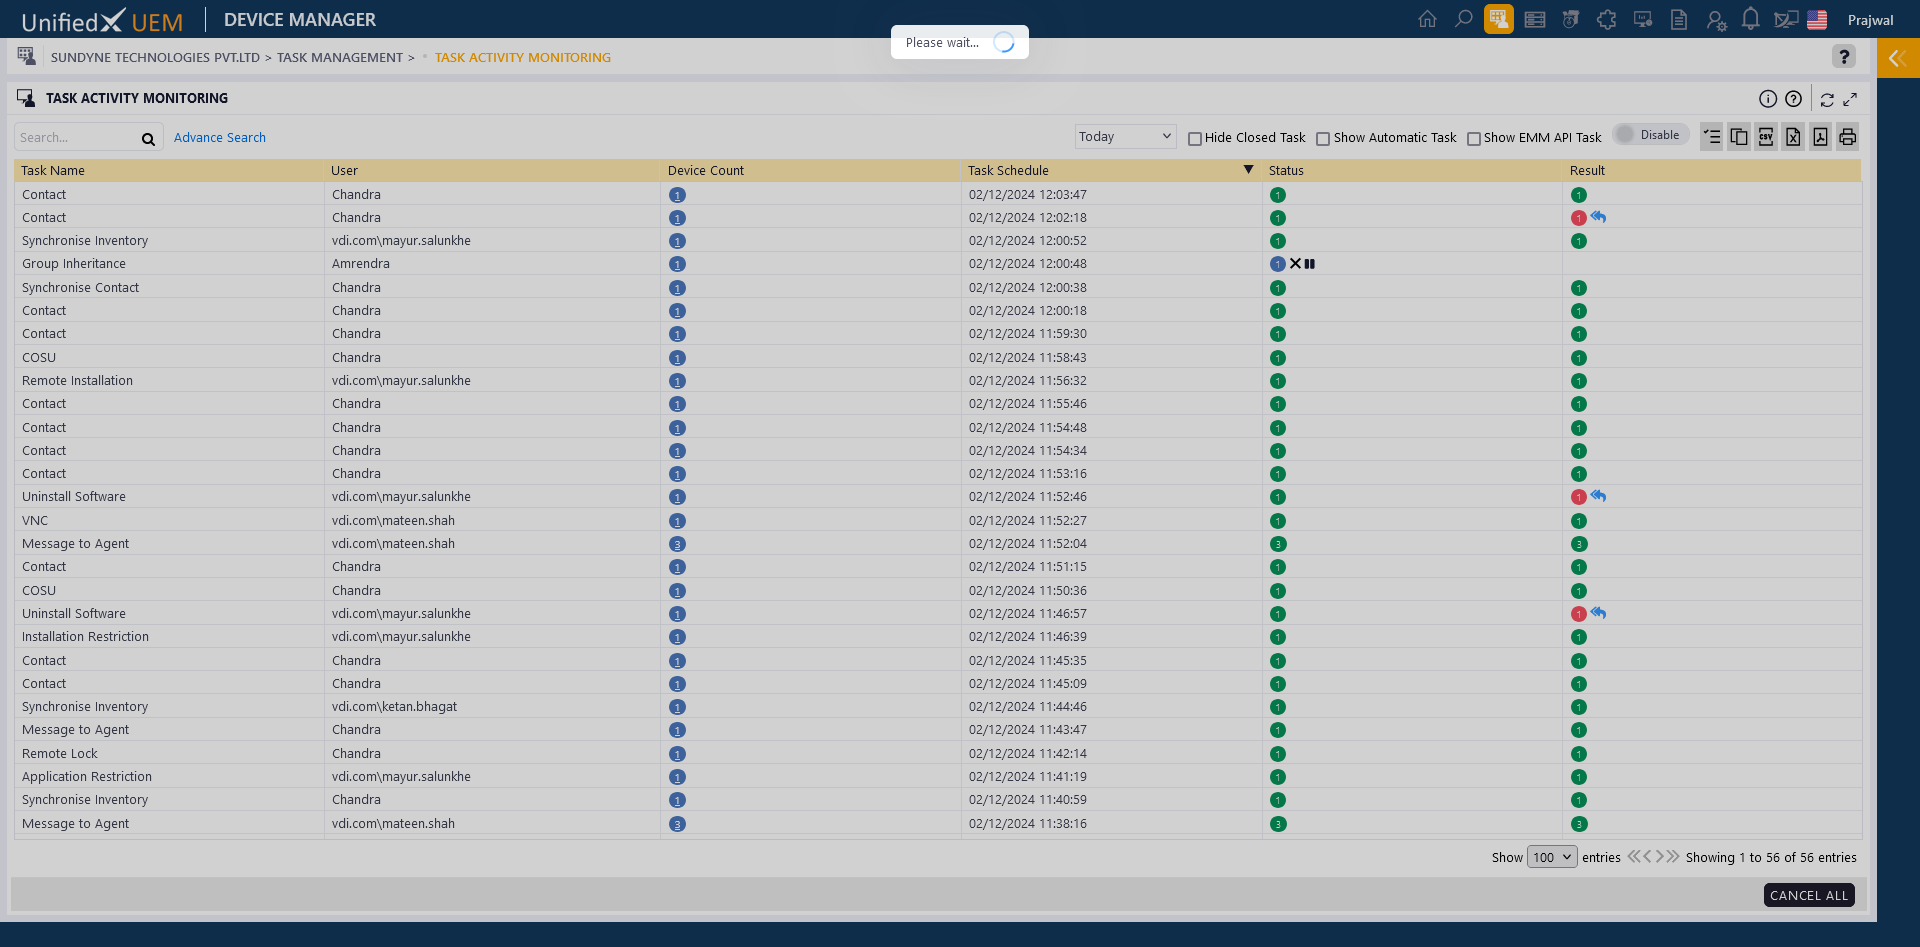 UnifiedX UEM DEVICE MANAGER Prajwal
Please wait...
SUNDYNE TECHNOLOGIES PVT.LTD > TASK MANAGEMENT > TASK ACTIVITY MONITORING ?
TASK ACTIVITY MONITORING
Search... Advance Search Today Hide Closed Task Show Automatic Task Show EMM API Task Disable CSV
Task Name User Device Count Task Schedule Status Result
Contact Chandra 1 02/12/2024 12:03:47 1 1
Contact Chandra 1 02/12/2024 12:02:18 1 1
Synchronise Inventory vdi.com\mayur.salunkhe 1 02/12/2024 12:00:52 1 1
Group Inheritance Amrendra 1 02/12/2024 12:00:48 1
Synchronise Contact Chandra 1 02/12/2024 12:00:38 1 1
Contact Chandra 1 02/12/2024 12:00:18 1 1
Contact Chandra 1 02/12/2024 11:59:30 1 1
COSU Chandra 1 02/12/2024 11:58:43 1 1
Remote Installation vdi.com\mayur.salunkhe 1 02/12/2024 11:56:32 1 1
Contact Chandra 1 02/12/2024 11:55:46 1 1
Contact Chandra 1 02/12/2024 11:54:48 1 1
Contact Chandra 1 02/12/2024 11:54:34 1 1
Contact Chandra 1 02/12/2024 11:53:16 1 1
Uninstall Software vdi.com\mayur.salunkhe 1 02/12/2024 11:52:46 1 1
VNC vdi.com\mateen.shah 1 02/12/2024 11:52:27 1 1
Message to Agent vdi.com\mateen.shah 3 02/12/2024 11:52:04 3 3
Contact Chandra 1 02/12/2024 11:51:15 1 1
COSU Chandra 1 02/12/2024 11:50:36 1 1
Uninstall Software vdi.com\mayur.salunkhe 1 02/12/2024 11:46:57 1 1
Installation Restriction vdi.com\mayur.salunkhe 1 02/12/2024 11:46:39 1 1
Contact Chandra 1 02/12/2024 11:45:35 1 1
Contact Chandra 1 02/12/2024 11:45:09 1 1
Synchronise Inventory vdi.com\ketan.bhagat 1 02/12/2024 11:44:46 1 1
Message to Agent Chandra 1 02/12/2024 11:43:47 1 1
Remote Lock Chandra 1 02/12/2024 11:42:14 1 1
Application Restriction vdi.com\mayur.salunkhe 1 02/12/2024 11:41:19 1 1
Synchronise Inventory Chandra 1 02/12/2024 11:40:59 1 1
Message to Agent vdi.com\mateen.shah 3 02/12/2024 11:38:16 3 3
Show 100 entries Showing 1 to 56 of 56 entries
CANCEL ALL